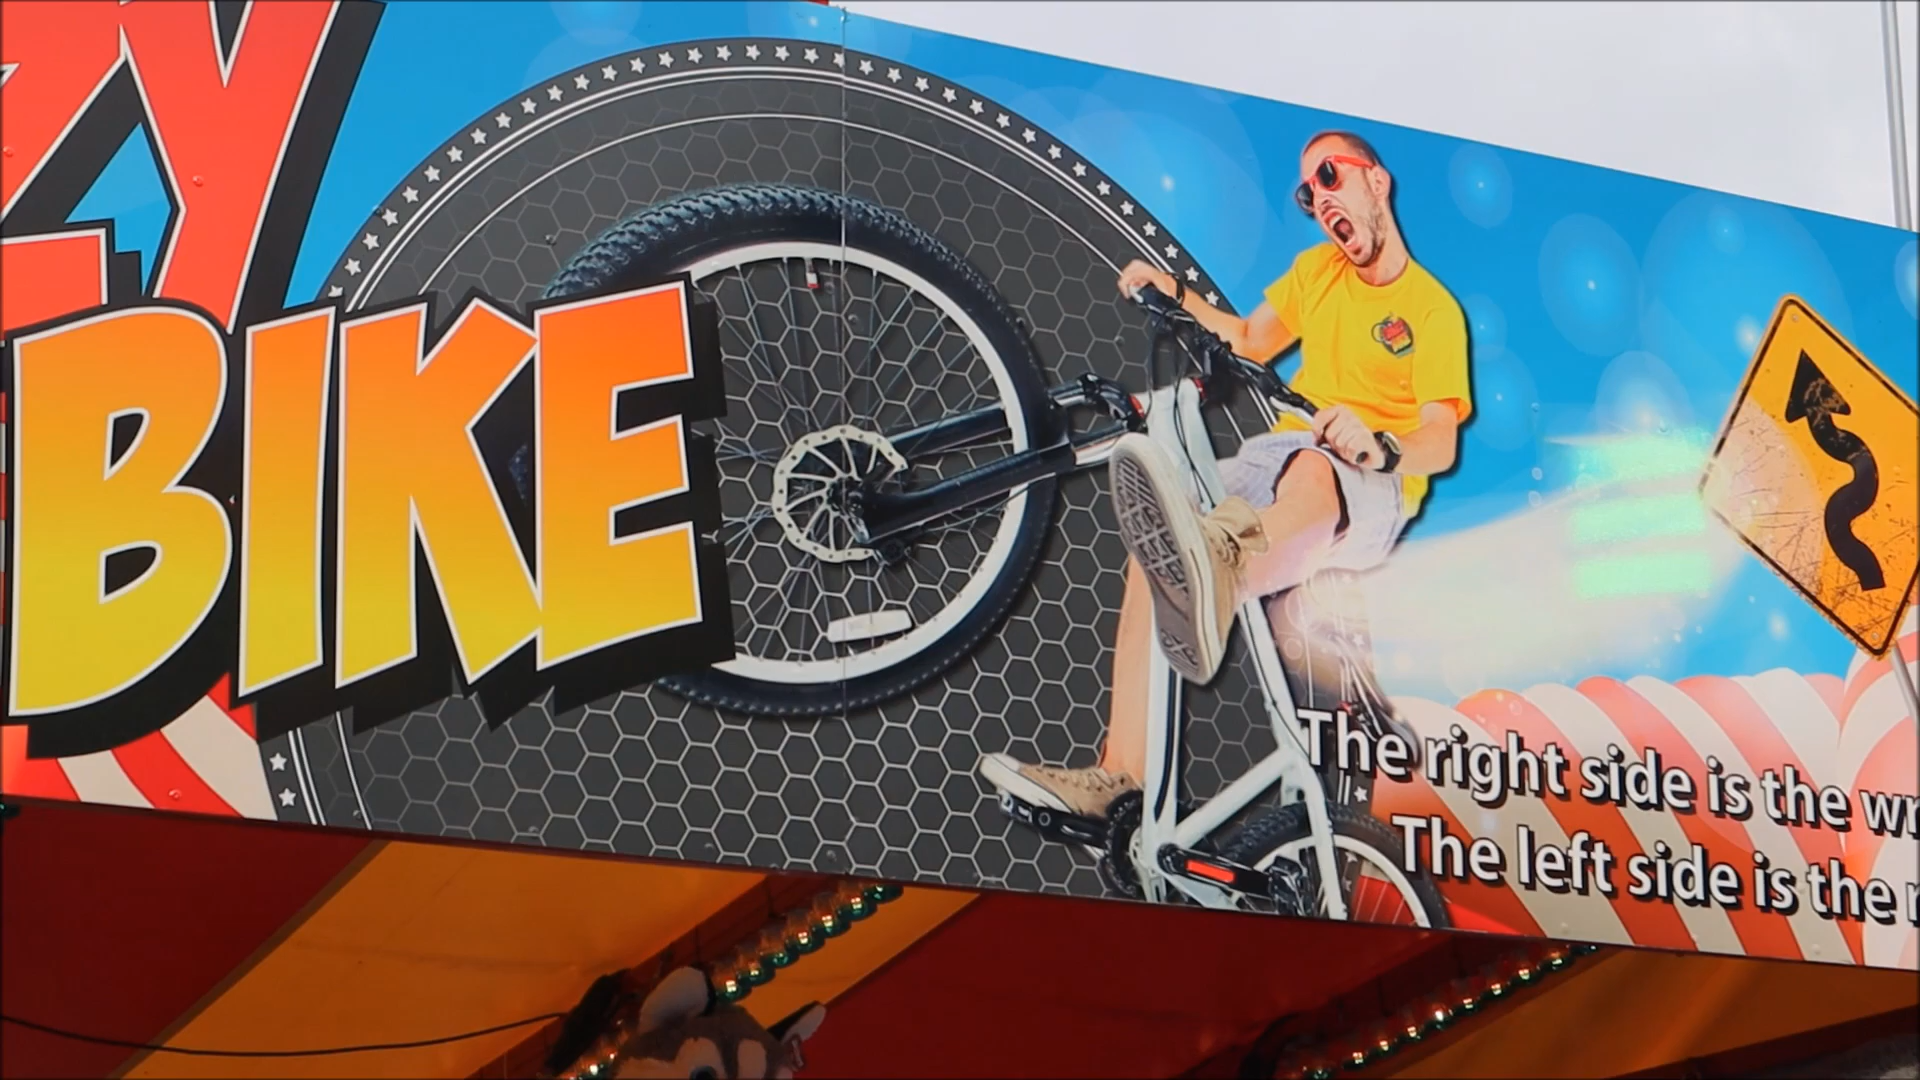 ZY
BIKE
The right side is the
The left side is the